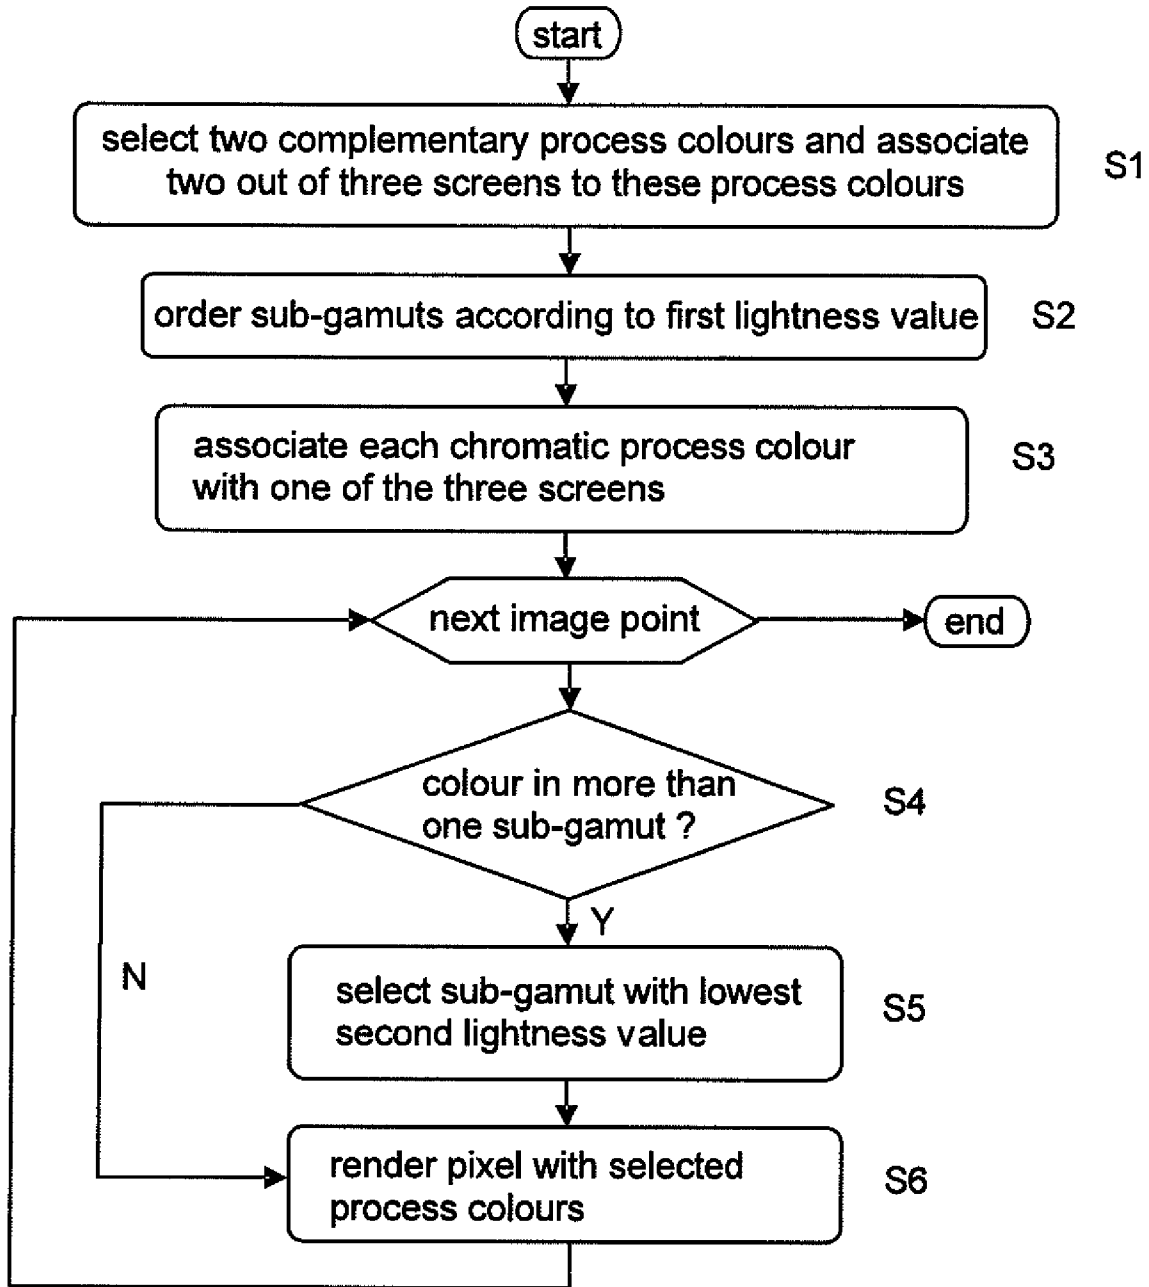 start
select two complementary process colours and associate
two out of three screens to these process colours
S1
order sub-gamuts according to first lightness value
S2
associate each chromatic process colour
with one of the three screens
S3
next image point
end
colour in more than
one sub-gamut ?
S4
Y
N
select sub-gamut with lowest
second lightness value
S5
render pixel with selected
process colours
S6